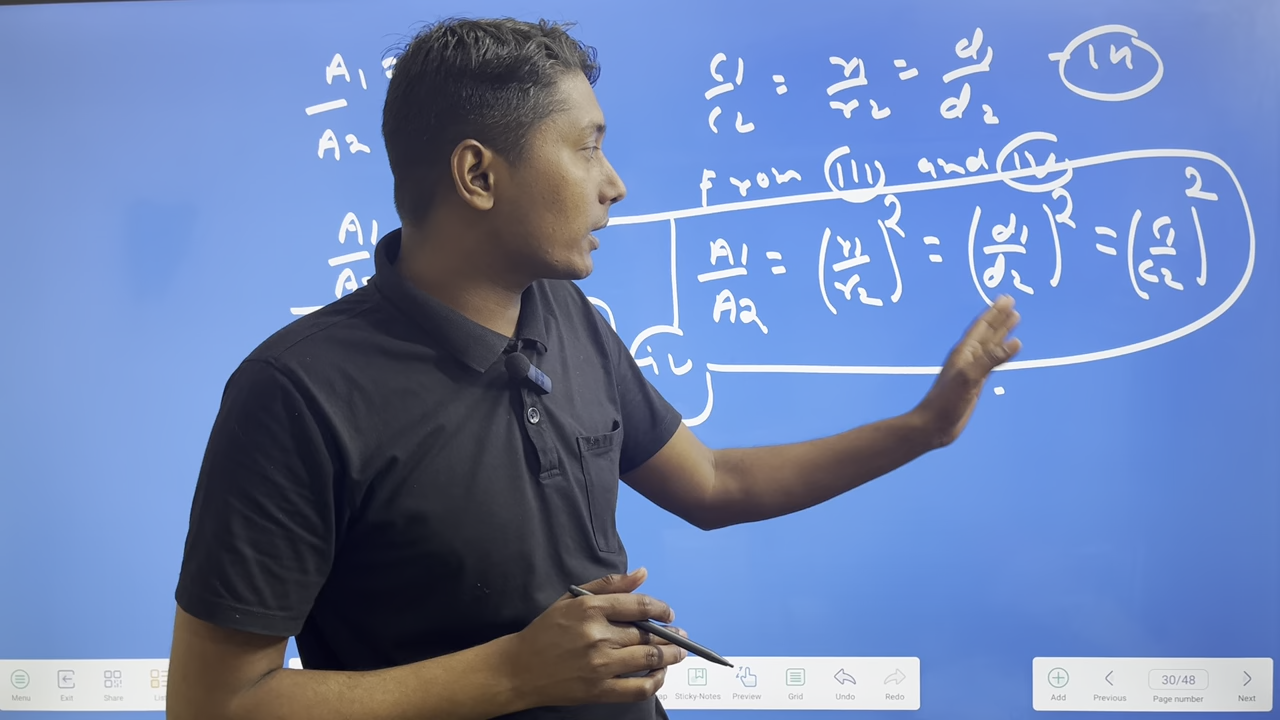 A1
A2
C1/C2 = r1/r2 = d1/d2 iv
From III and IV
A1
A1/A2 = (r1/r2)^2 = (d1/d2)^2 = (C1/C2)^2
iv
Menu Exit Share Sticky-Notes Preview Grid Undo Redo Add Previous 30/48 Page number Next